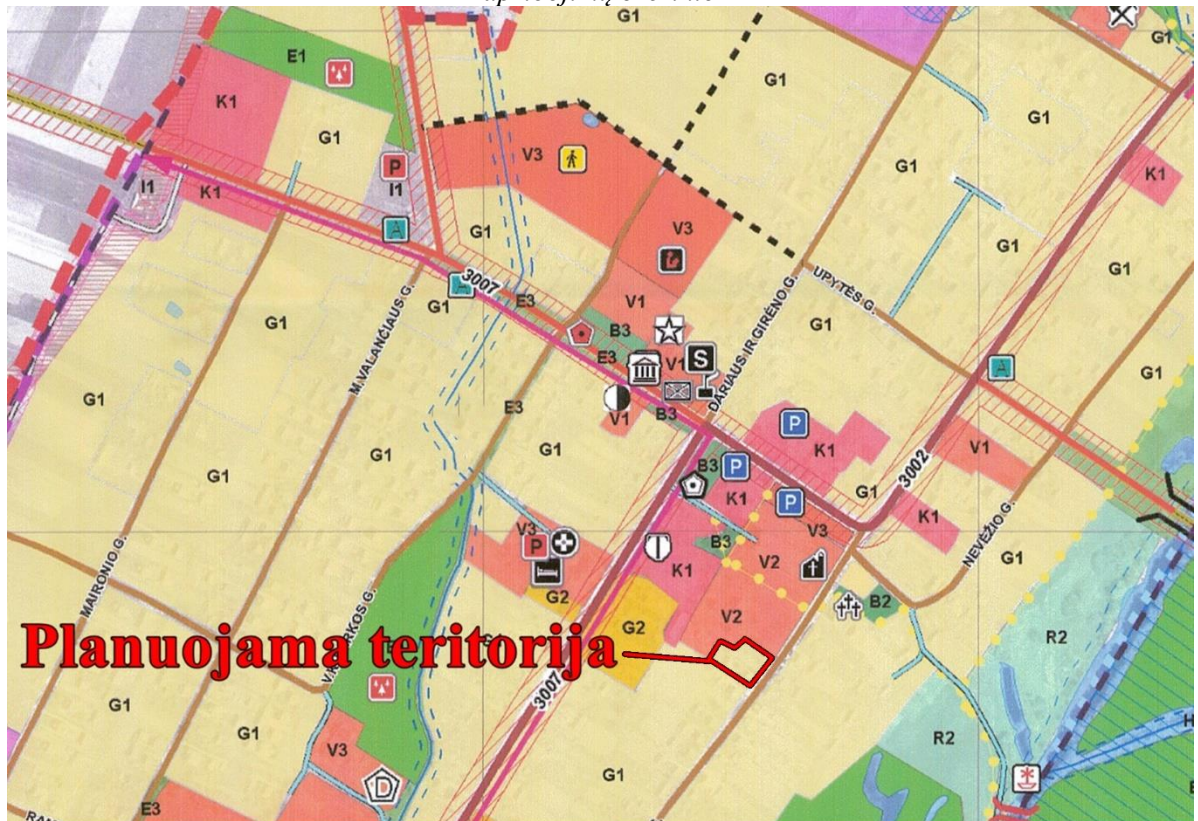 G1
G1
E1
K1
G1
G1
G1
V3
P
I1
I1
K1
G1
K1
A
G1
V3
G1
G1
3007
A
G1
E3
V1
UPYTĖS G.
M.VALANČIAUS G.
G1
B3
DARIAUS IR GIRĖNO G.
G1
E3
V1
S
A
G1
G1
E3
V1
B3
P
K1
V1
G1
G1
G1
B3
P
K1
P
G1
3002
K1
V3
P
V3
B3
V2
NEVĖŽIO G.
G1
K1
MAIRONIO G.
G2
V2
B2
G2
R2
Planuojama teritorija
3007
G1
G1
V3
R2
D
G1
E3